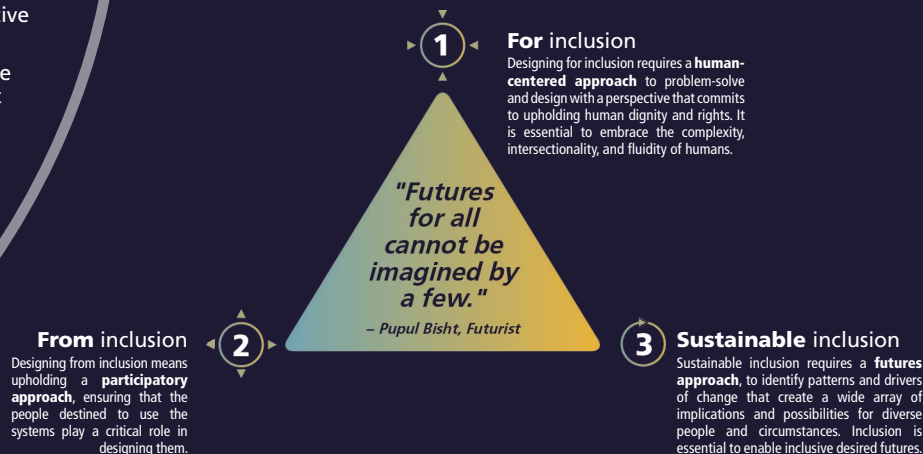 1
For inclusion
Designing for inclusion requires a human-
centered approach to problem-solve
and design with a perspective that commits
to upholding human dignity and rights. It
is essential to embrace the complexity,
intersectionality, and fluidity of humans.
"Futures
for all
cannot be
imagined by
a few."
– Pupul Bisht, Futurist
2
From inclusion
Designing from inclusion means
upholding a participatory
approach, ensuring that the
people destined to use the
systems play a critical role in
designing them.
3
Sustainable inclusion
Sustainable inclusion requires a futures
approach, to identify patterns and drivers
of change that create a wide array of
implications and possibilities for diverse
people and circumstances. Inclusion is
essential to enable inclusive desired futures.